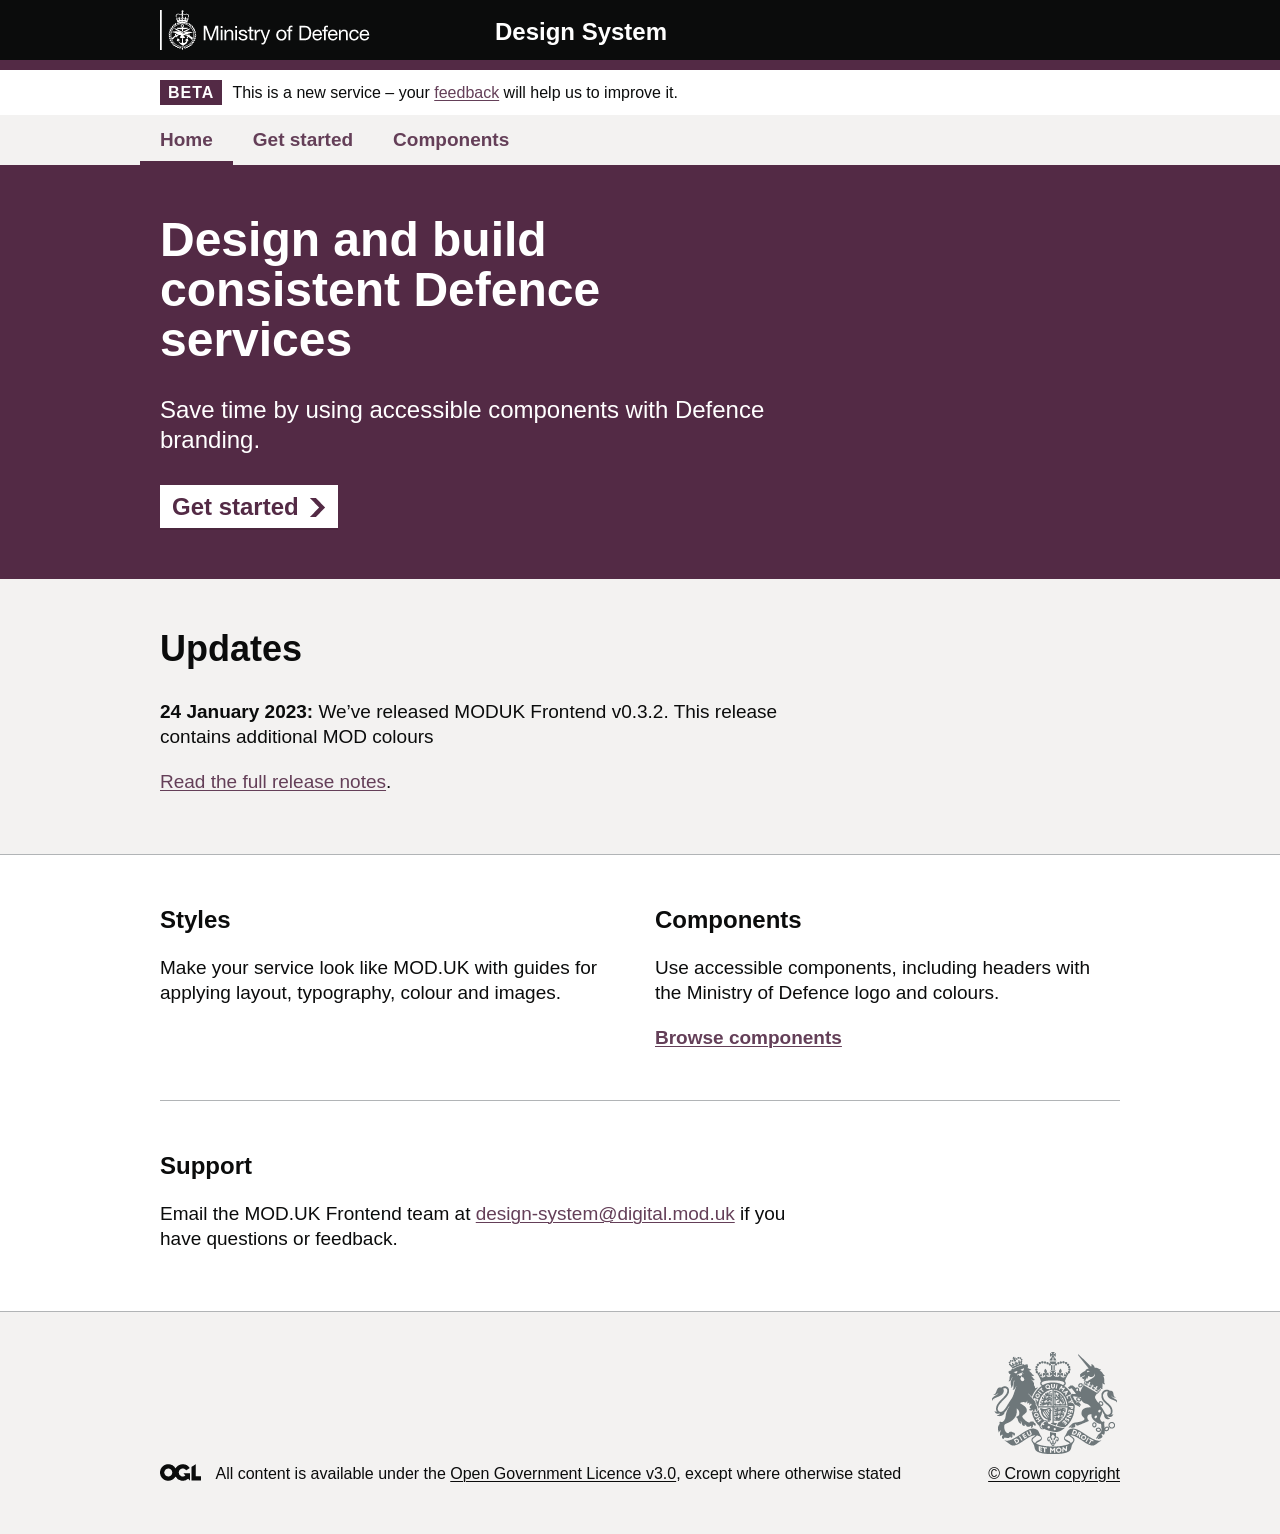 Ministry of Defence
Design System
BETA This is a new service – your feedback will help us to improve it.
Home Get started Components
Design and build
consistent Defence
services
Save time by using accessible components with Defence
branding.
Get started
Updates
24 January 2023: We’ve released MODUK Frontend v0.3.2. This release
contains additional MOD colours
Read the full release notes.
Styles
Make your service look like MOD.UK with guides for
applying layout, typography, colour and images.
Components
Use accessible components, including headers with
the Ministry of Defence logo and colours.
Browse components
Support
Email the MOD.UK Frontend team at design-system@digital.mod.uk if you
have questions or feedback.
OGL All content is available under the Open Government Licence v3.0, except where otherwise stated
© Crown copyright